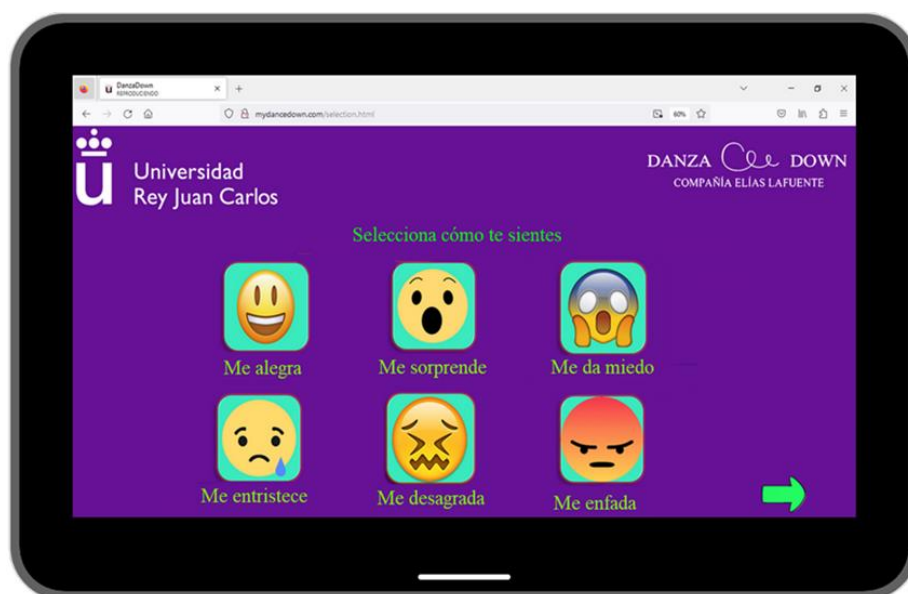 DanzaDown
REPRODUCIENDO
mydancedown.com/selection.html
60%
Universidad
Rey Juan Carlos
DANZA DOWN
COMPAÑÍA ELÍAS LAFUENTE
Selecciona cómo te sientes
Me alegra Me sorprende Me da miedo
Me entristece Me desagrada Me enfada